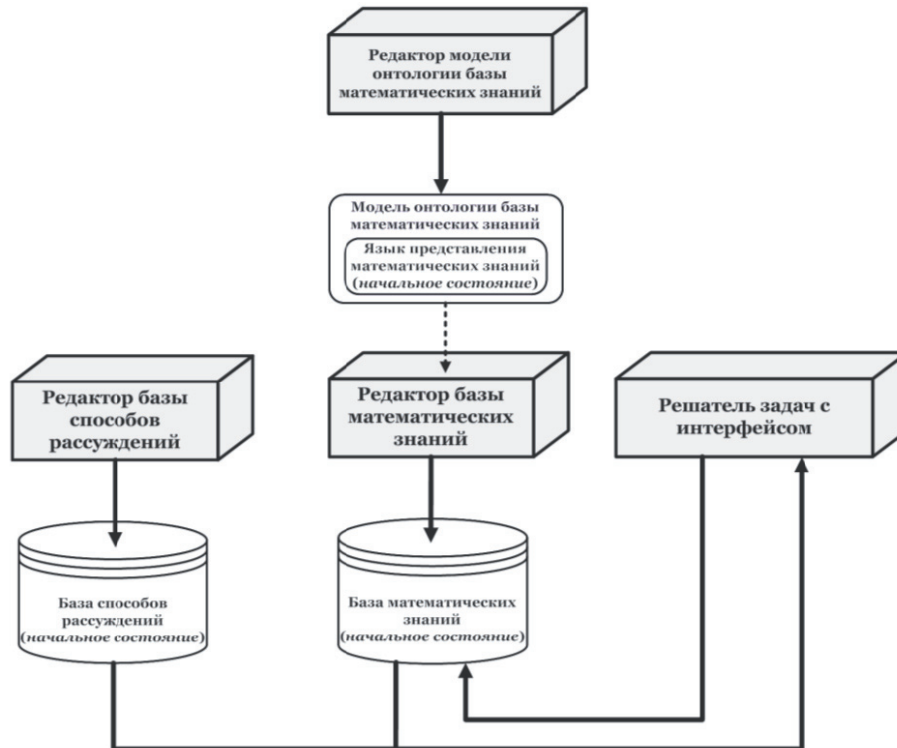 Редактор модели
онтологии базы
математических знаний
Модель онтологии базы
математических знаний
Язык представления
математических знаний
(начальное состояние)
Редактор базы
способов
рассуждений
Редактор базы
математических
знаний
Решатель задач с
интерфейсом
База способов
рассуждений
(начальное состояние)
База математических
знаний
(начальное состояние)